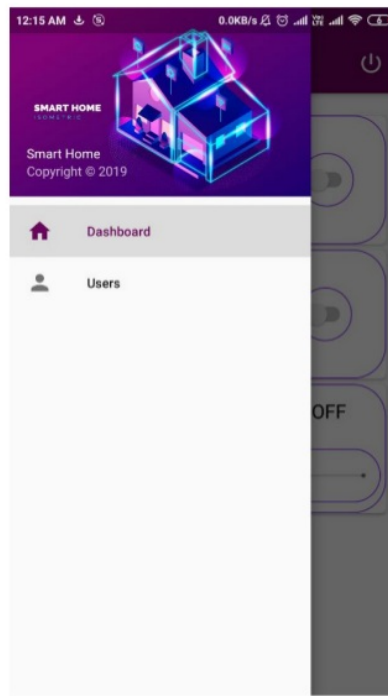 12:15 AM 0.0KB/s
SMART HOME
ISOMETRIC
Smart Home
Copyright © 2019
Dashboard
Users
OFF